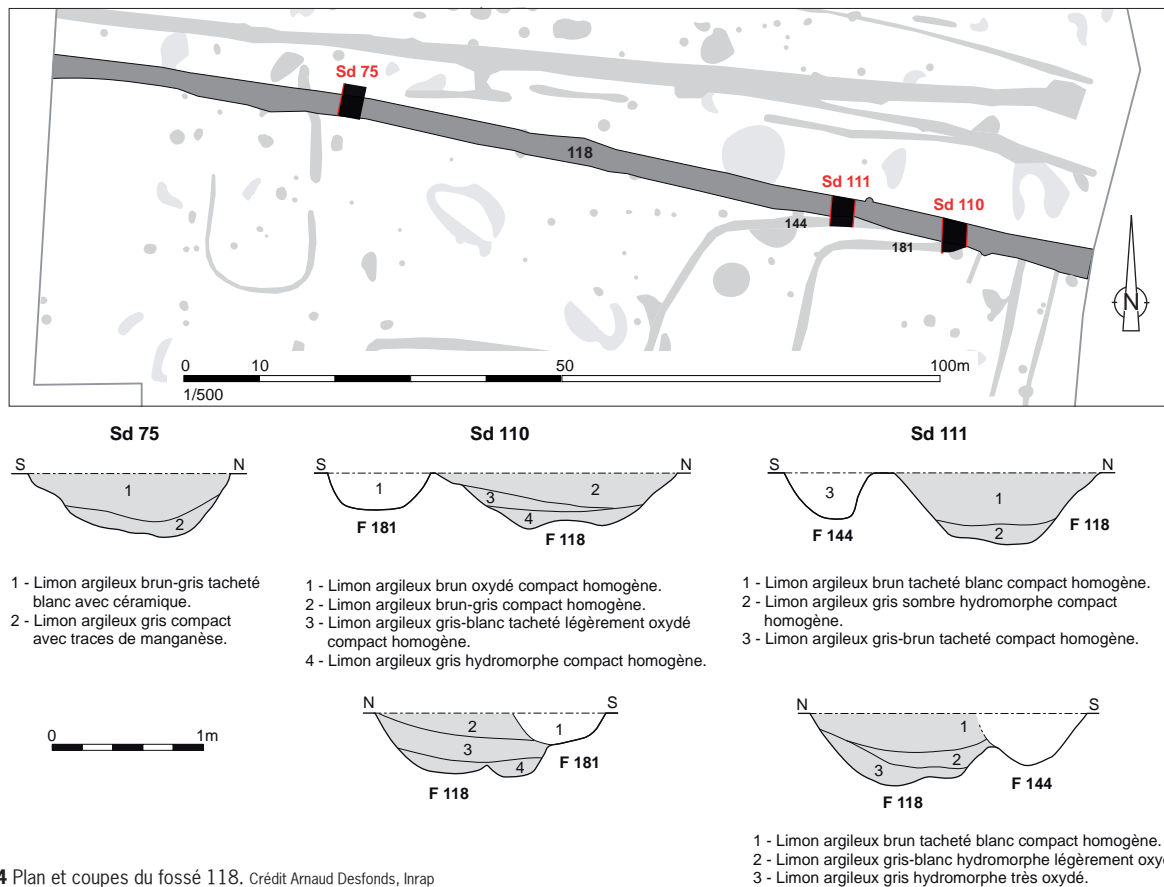 Sd 75
118
Sd 111
Sd 110
144
181
N
0 10 50 100m
1/500
Sd 75
S N
1
2
1 - Limon argileux brun-gris tacheté
blanc avec céramique.
2 - Limon argileux gris compact
avec traces de manganèse.
0 1m
Sd 110
S N
1
2
3
4
F 181
F 118
1 - Limon argileux brun oxydé compact homogène.
2 - Limon argileux brun-gris compact homogène.
3 - Limon argileux gris-blanc tacheté légèrement oxydé
compact homogène.
4 - Limon argileux gris hydromorphe compact homogène.
N S
2
1
3
4
F 181
F 118
Sd 111
S N
3
1
2
F 144
F 118
1 - Limon argileux brun tacheté blanc compact homogène.
2 - Limon argileux gris sombre hydromorphe compact
homogène.
3 - Limon argileux gris-brun tacheté compact homogène.
N S
1
2
3
F 144
F 118
1 - Limon argileux brun tacheté blanc compact homogène.
2 - Limon argileux gris-blanc hydromorphe légèrement oxy
3 - Limon argileux gris hydromorphe très oxydé.
4 Plan et coupes du fossé 118. Crédit Arnaud Desfonds, Inrap